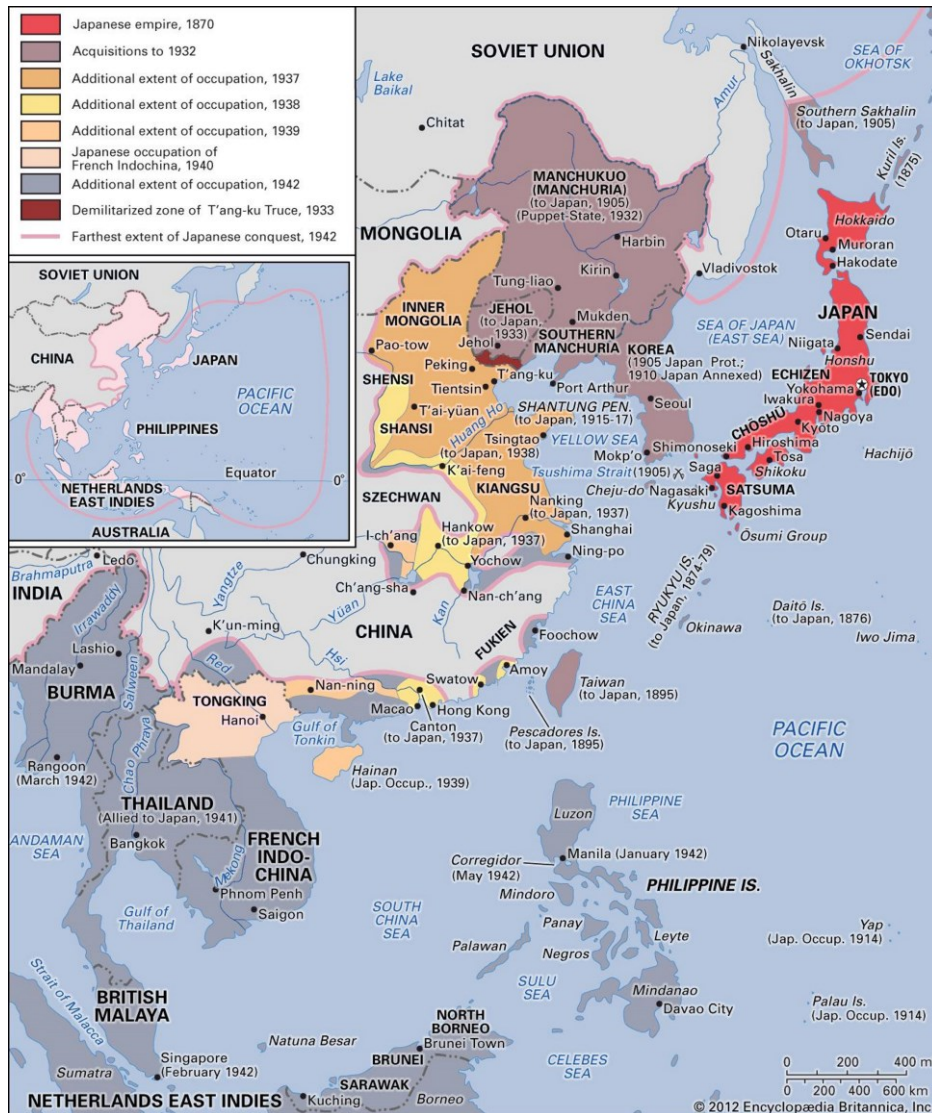 Japanese empire, 1870
Acquisitions to 1932
Additional extent of occupation, 1937
Additional extent of occupation, 1938
Additional extent of occupation, 1939
Japanese occupation of
French Indochina, 1940
Additional extent of occupation, 1942
Demilitarized zone of T'ang-ku Truce, 1933
Farthest extent of Japanese conquest, 1942
SOVIET UNION
CHINA
JAPAN
PACIFIC
OCEAN
PHILIPPINES
Equator
0°
0°
NETHERLANDS
EAST INDIES
AUSTRALIA
SOVIET UNION
Nikolayevsk
SEA OF
OKHOTSK
Lake
Baikal
Chitat
Amur
Sakhalin
Southern Sakhalin
(to Japan, 1905)
Kuril Is.
(1875)
MANCHUKUO
(MANCHURIA)
(to Japan, 1905)
(Puppet-State, 1932)
MONGOLIA
Harbin
Kirin
Vladivostok
Tung-liao
Hokkaido
Otaru
Muroran
Hakodate
INNER
MONGOLIA
JEHOL
(to Japan,
1933)
Jehol
Mukden
SOUTHERN
MANCHURIA
SEA OF JAPAN
(EAST SEA)
JAPAN
Sendai
Niigata
Honshu
Pao-tow
Peking
KOREA
(1905 Japan Prot.;
1910 Japan Annexed)
ECHIZEN
TOKYO
(EDO)
Yokohama
Iwakura
Nagoya
Kyōto
SHENSI
Tientsin
T'ang-ku
Port Arthur
Seoul
T'ai-yüan
SHANSI
Huang Ho
SHANTUNG PEN.
(to Japan, 1915-17)
Tsingtao
(to Japan,
1938)
YELLOW SEA
Mokp'o
CHŌSHŪ
Shimonoseki
Hiroshima
Tosa
Shikoku
Hachijō
K'ai-feng
Tsushima Strait (1905)
Saga
Cheju-do
Nagasaki
Kyushu
SATSUMA
Kagoshima
Ōsumi Group
SZECHWAN
KIANGSU
Nanking
(to Japan, 1937)
Shanghai
Ning-po
I-ch'ang
Hankow
(to Japan, 1937)
Yochow
Chungking
Ch'ang-sha
Nan-ch'ang
Kan
EAST
CHINA
SEA
RYUKYU IS.
(to Japan, 1874-79)
Okinawa
Daitō Is.
(to Japan, 1876)
Iwo Jima
Ledo
Brahmaputra
INDIA
Irrawaddy
Yangtze
Yüan
K'un-ming
CHINA
Hsi
FUKIEN
Foochow
Lashio
Mandalay
BURMA
Salween
Red
Nan-ning
Swatow
Amoy
Taiwan
(to Japan, 1895)
TONGKING
Hanoi
Macao
Hong Kong
Canton
(to Japan, 1937)
Pescadores Is.
(to Japan, 1895)
Gulf of
Tonkin
PACIFIC
OCEAN
Rangoon
(March 1942)
Chao Phraya
Hainan
(Jap. Occup., 1939)
THAILAND
(Allied to Japan, 1941)
Bangkok
ANDAMAN
SEA
FRENCH
INDO-
CHINA
Luzon
PHILIPPINE
SEA
Manila (January 1942)
Corregidor
(May 1942)
Mindoro
PHILIPPINE IS.
Mekong
Phnom Penh
Saigon
Gulf of
Thailand
SOUTH
CHINA
SEA
Panay
Leyte
Palawan
Negros
Yap
(Jap. Occup. 1914)
SULU
SEA
Mindanao
Davao City
Strait of Malacca
BRITISH
MALAYA
Palau Is.
(Jap. Occup. 1914)
Natuna Besar
NORTH
BORNEO
Brunei Town
BRUNEI
Singapore
(February 1942)
Sumatra
SARAWAK
Kuching
Borneo
CELEBES
SEA
NETHERLANDS EAST INDIES
0 200 400 mi
0 200 400 600 km
© 2012 Encyclopædia Britannica, Inc